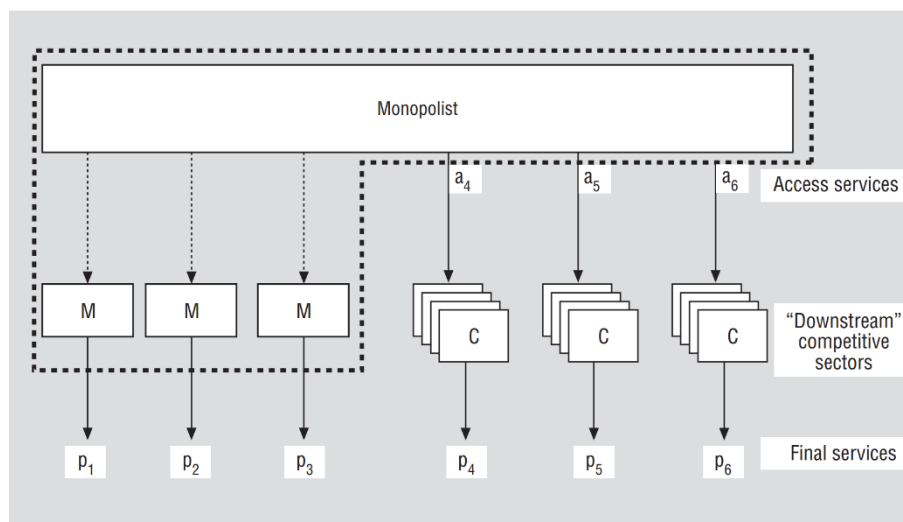 Monopolist
a4 a5 a6
Access services
M M M
C C C
“Downstream”
competitive
sectors
p1 p2 p3 p4 p5 p6
Final services